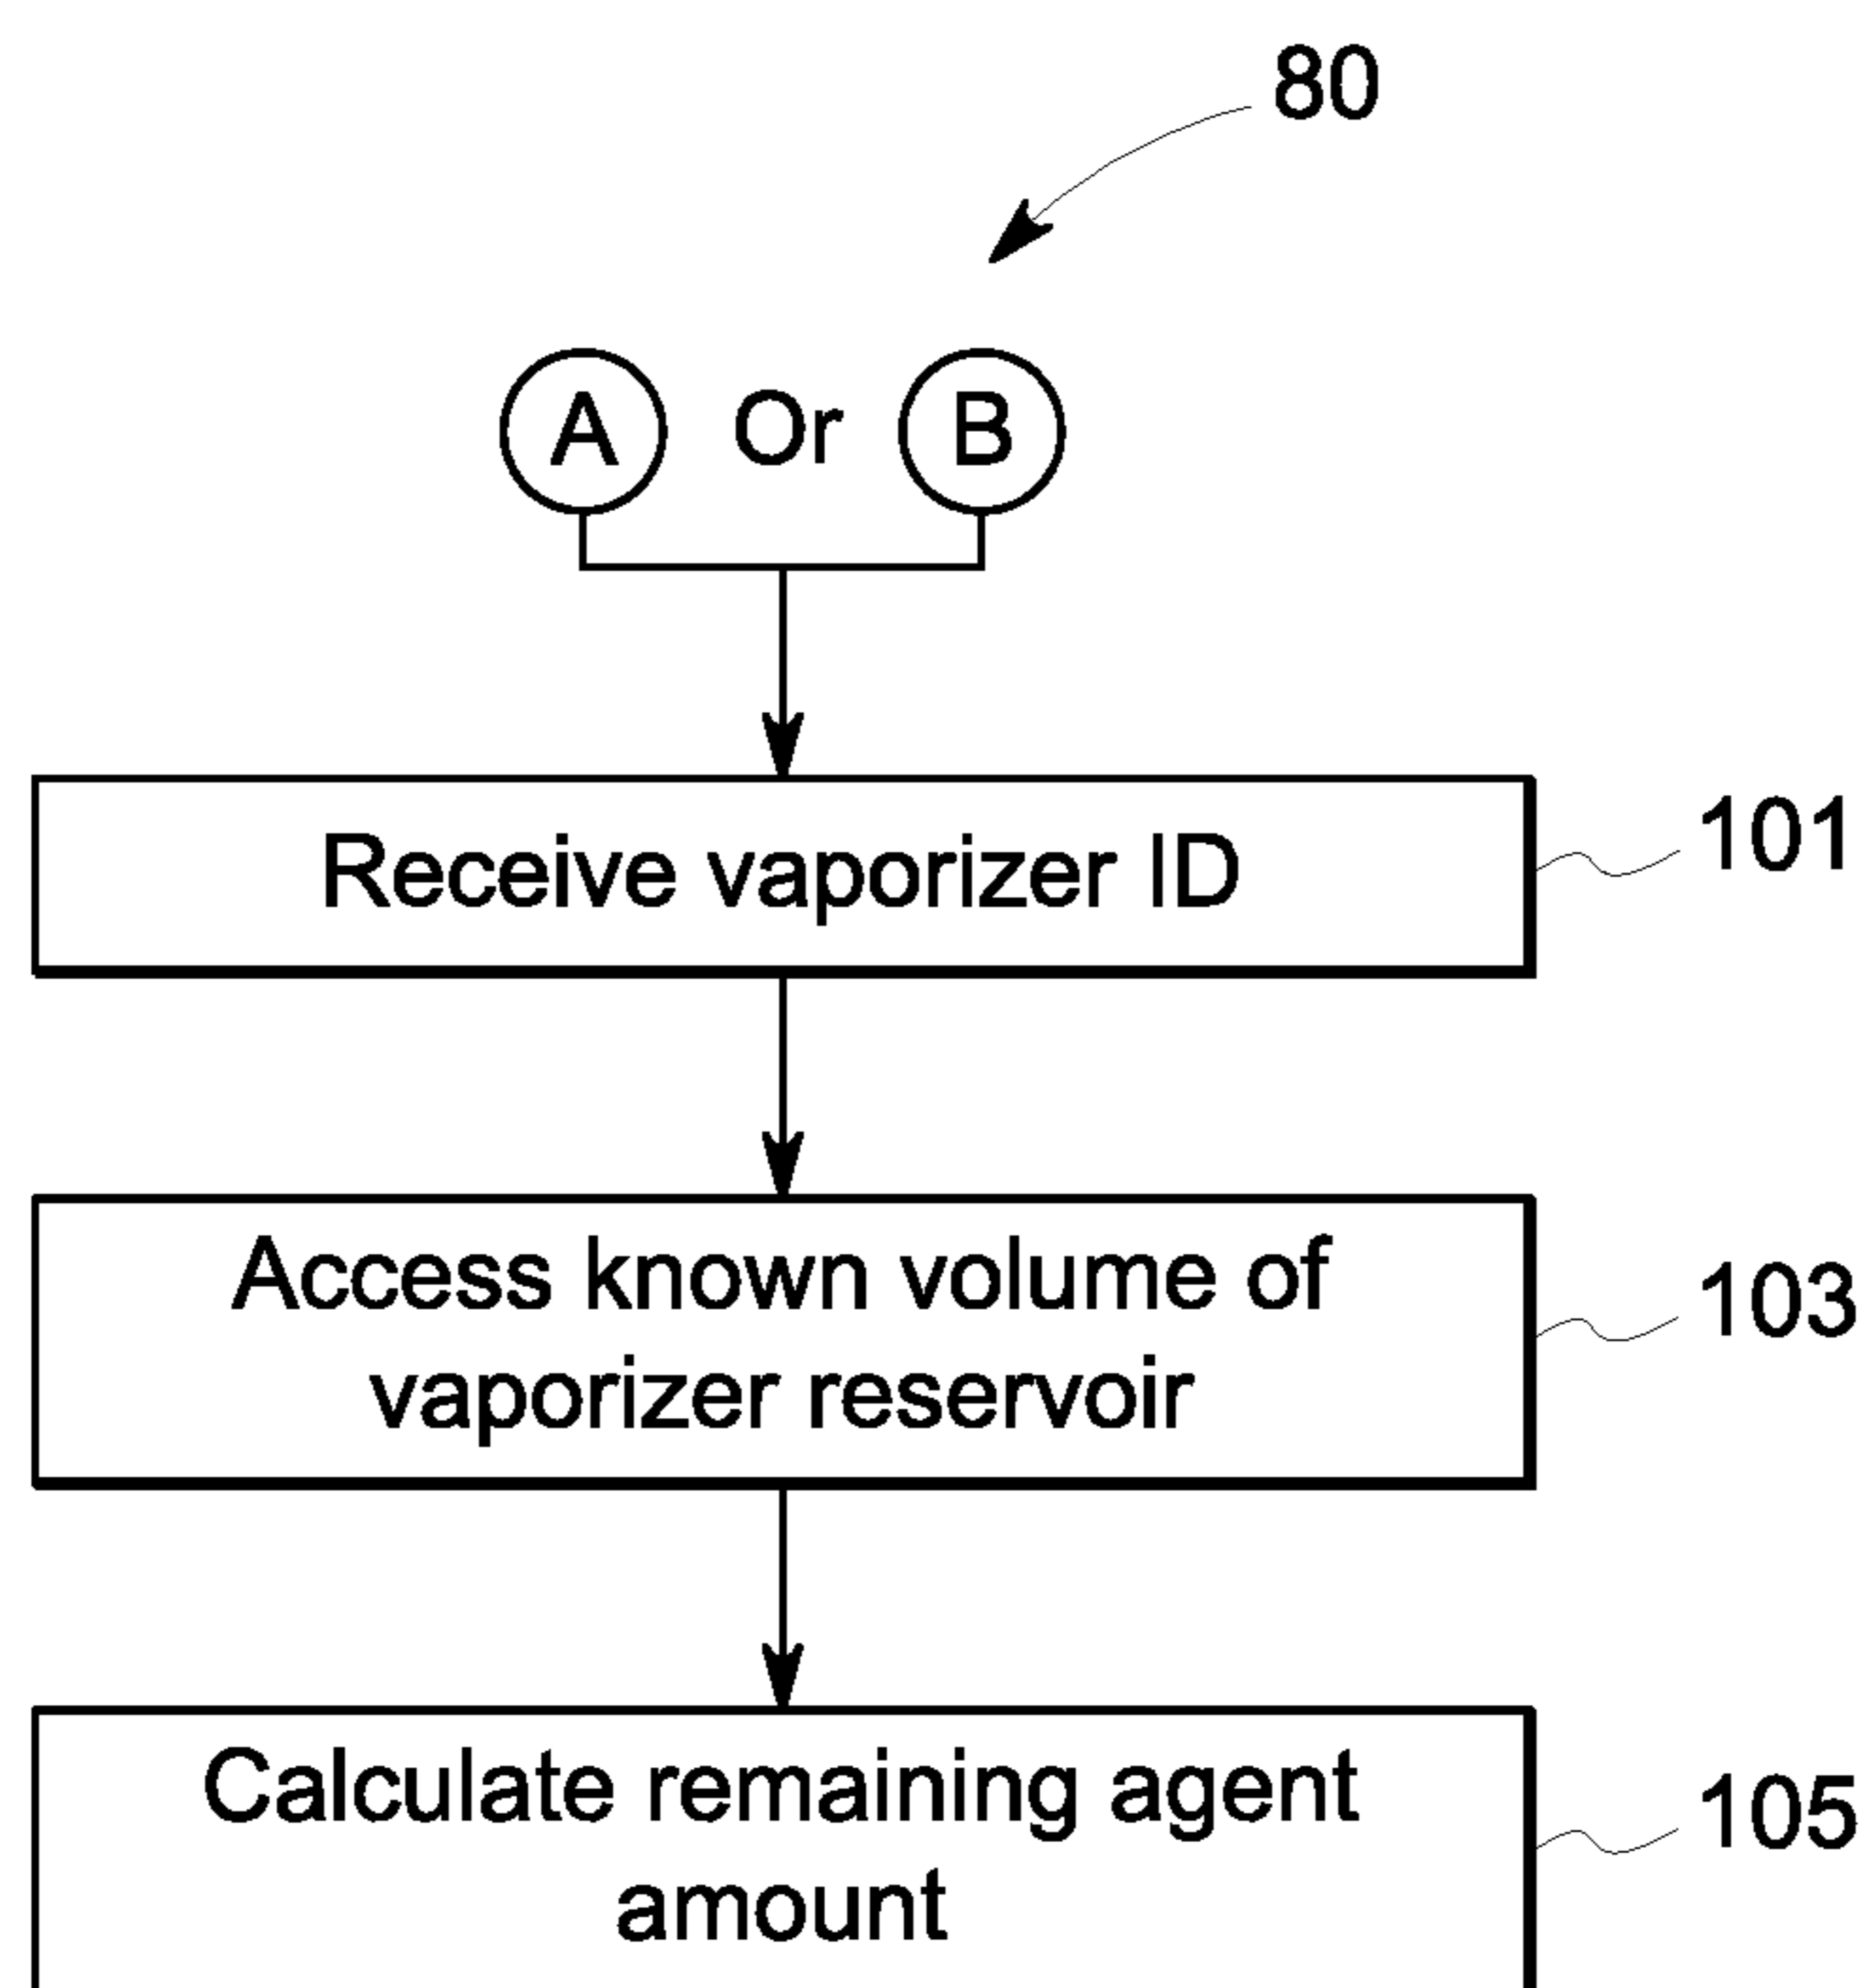 80
A Or B
Receive vaporizer ID
101
Access known volume of
vaporizer reservoir
103
Calculate remaining agent
amount
105